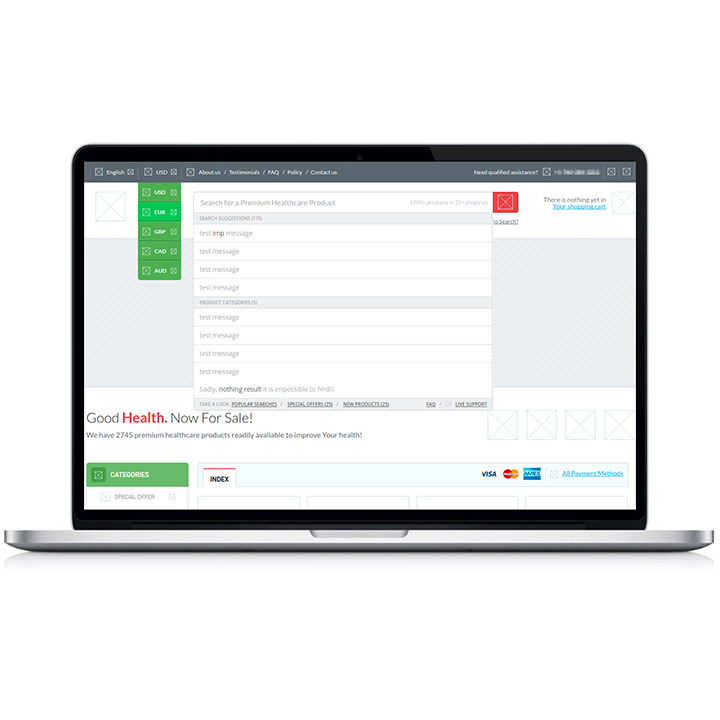 English USD About us / Testimonials / FAQ / Policy / Contact us Need qualified assistance?
USD
EUR
GBP
CAD
AUD
Search for a Premium Healthcare Product
products in 23 categories
to Search?
There is nothing yet in
Your shopping cart
SEARCH SUGGESTIONS (175)
test imp message
test message
test message
test message
PRODUCT CATEGORIES (5)
test message
test message
test message
test message
Sadly, nothing result it is impossible to find!!!
TAKE A LOOK: POPULAR SEARCHES / SPECIAL OFFERS (25) / NEW PRODUCTS (25) FAQ / LIVE SUPPORT
Good Health. Now For Sale!
We have 2745 premium healthcare products readily available to improve Your health!
CATEGORIES
SPECIAL OFFER
INDEX
VISA MasterCard AMEX All Payment Methods